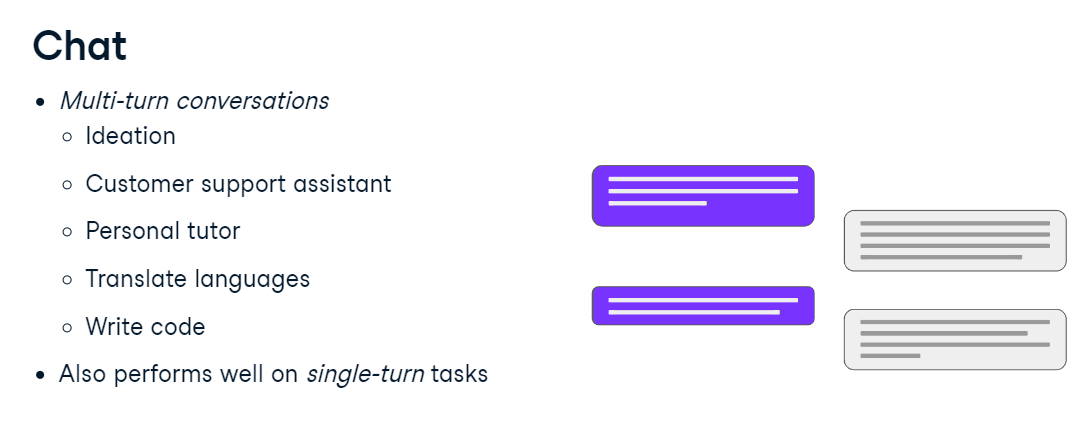 Chat
• Multi-turn conversations
◦ Ideation
◦ Customer support assistant
◦ Personal tutor
◦ Translate languages
◦ Write code
• Also performs well on single-turn tasks